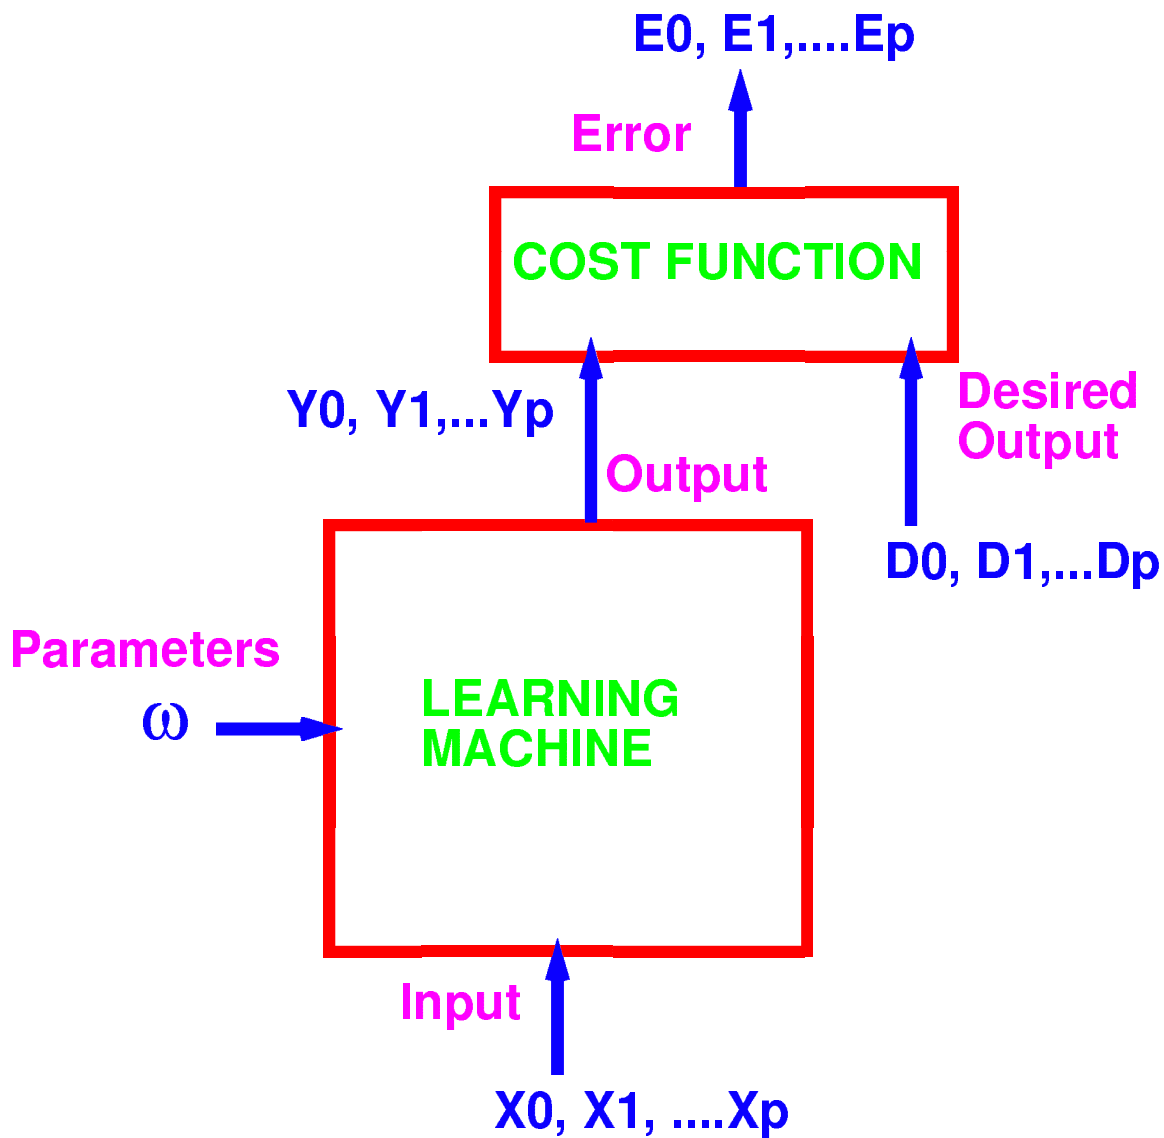 E0, E1,....Ep
Error
COST FUNCTION
Y0, Y1,...Yp
Desired
Output
Output
D0, D1,...Dp
Parameters
ω
LEARNING
MACHINE
Input
X0, X1, ....Xp